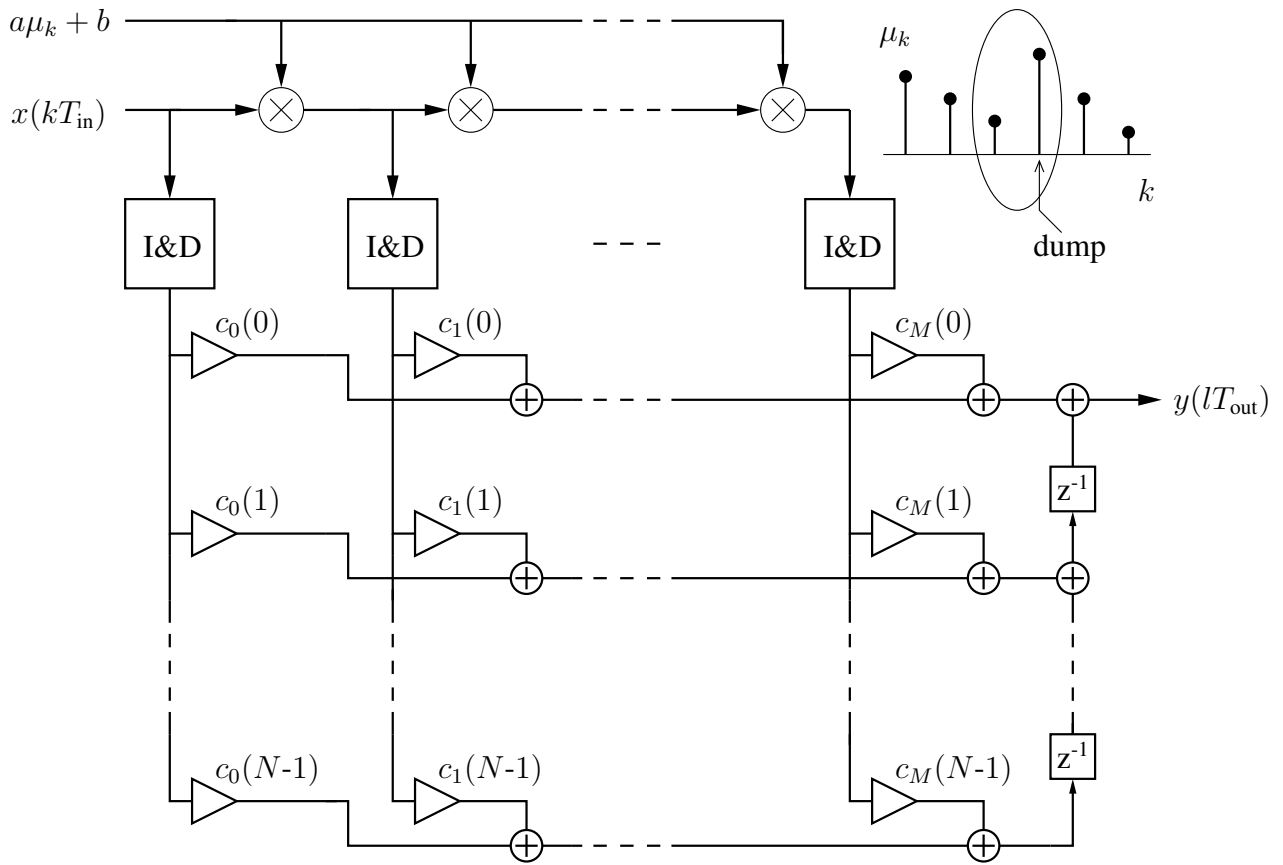 aμ_k + b
x(kT_in)
μ_k
k
dump
I&D I&D I&D
c_0(0) c_1(0) c_M(0)
y(lT_out)
z^-1
c_0(1) c_1(1) c_M(1)
z^-1
c_0(N-1) c_1(N-1) c_M(N-1)